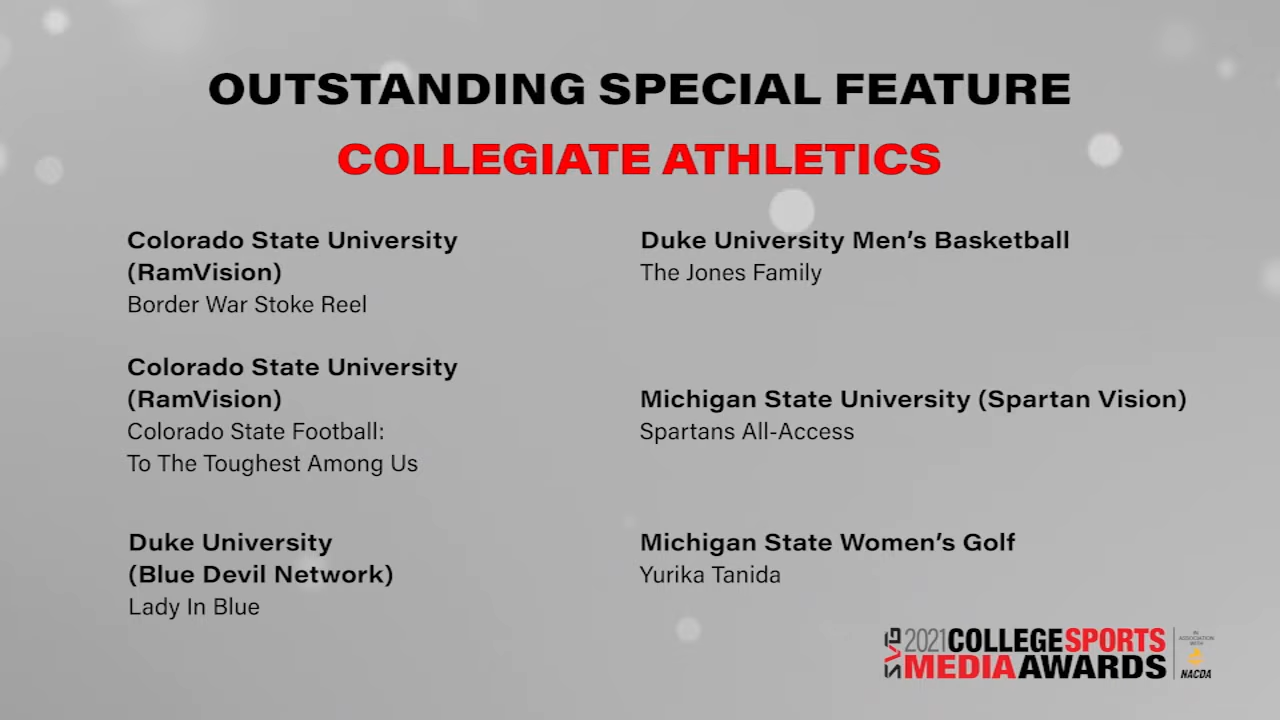 OUTSTANDING SPECIAL FEATURE
COLLEGIATE ATHLETICS
Colorado State University
(RamVision)
Border War Stoke Reel
Colorado State University
(RamVision)
Colorado State Football:
To The Toughest Among Us
Duke University
(Blue Devil Network)
Lady In Blue
Duke University Men’s Basketball
The Jones Family
Michigan State University (Spartan Vision)
Spartans All-Access
Michigan State Women’s Golf
Yurika Tanida
SVG
2021 COLLEGE SPORTS
MEDIA AWARDS
IN
ASSOCIATION
WITH
NACDA